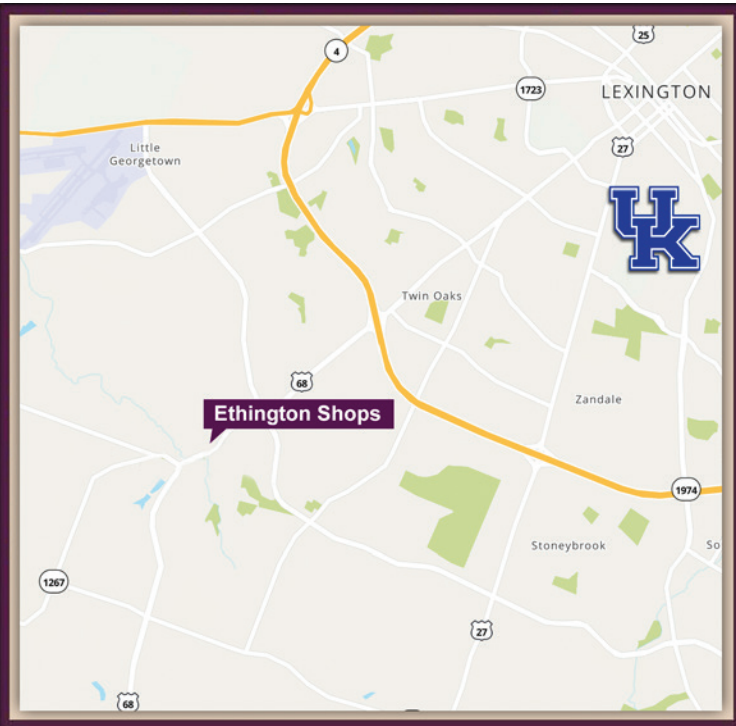 25
4
1723
LEXINGTON
27
Little
Georgetown
UK
Twin Oaks
68
Ethington Shops
Zandale
1974
Stoneybrook
So
1267
27
68